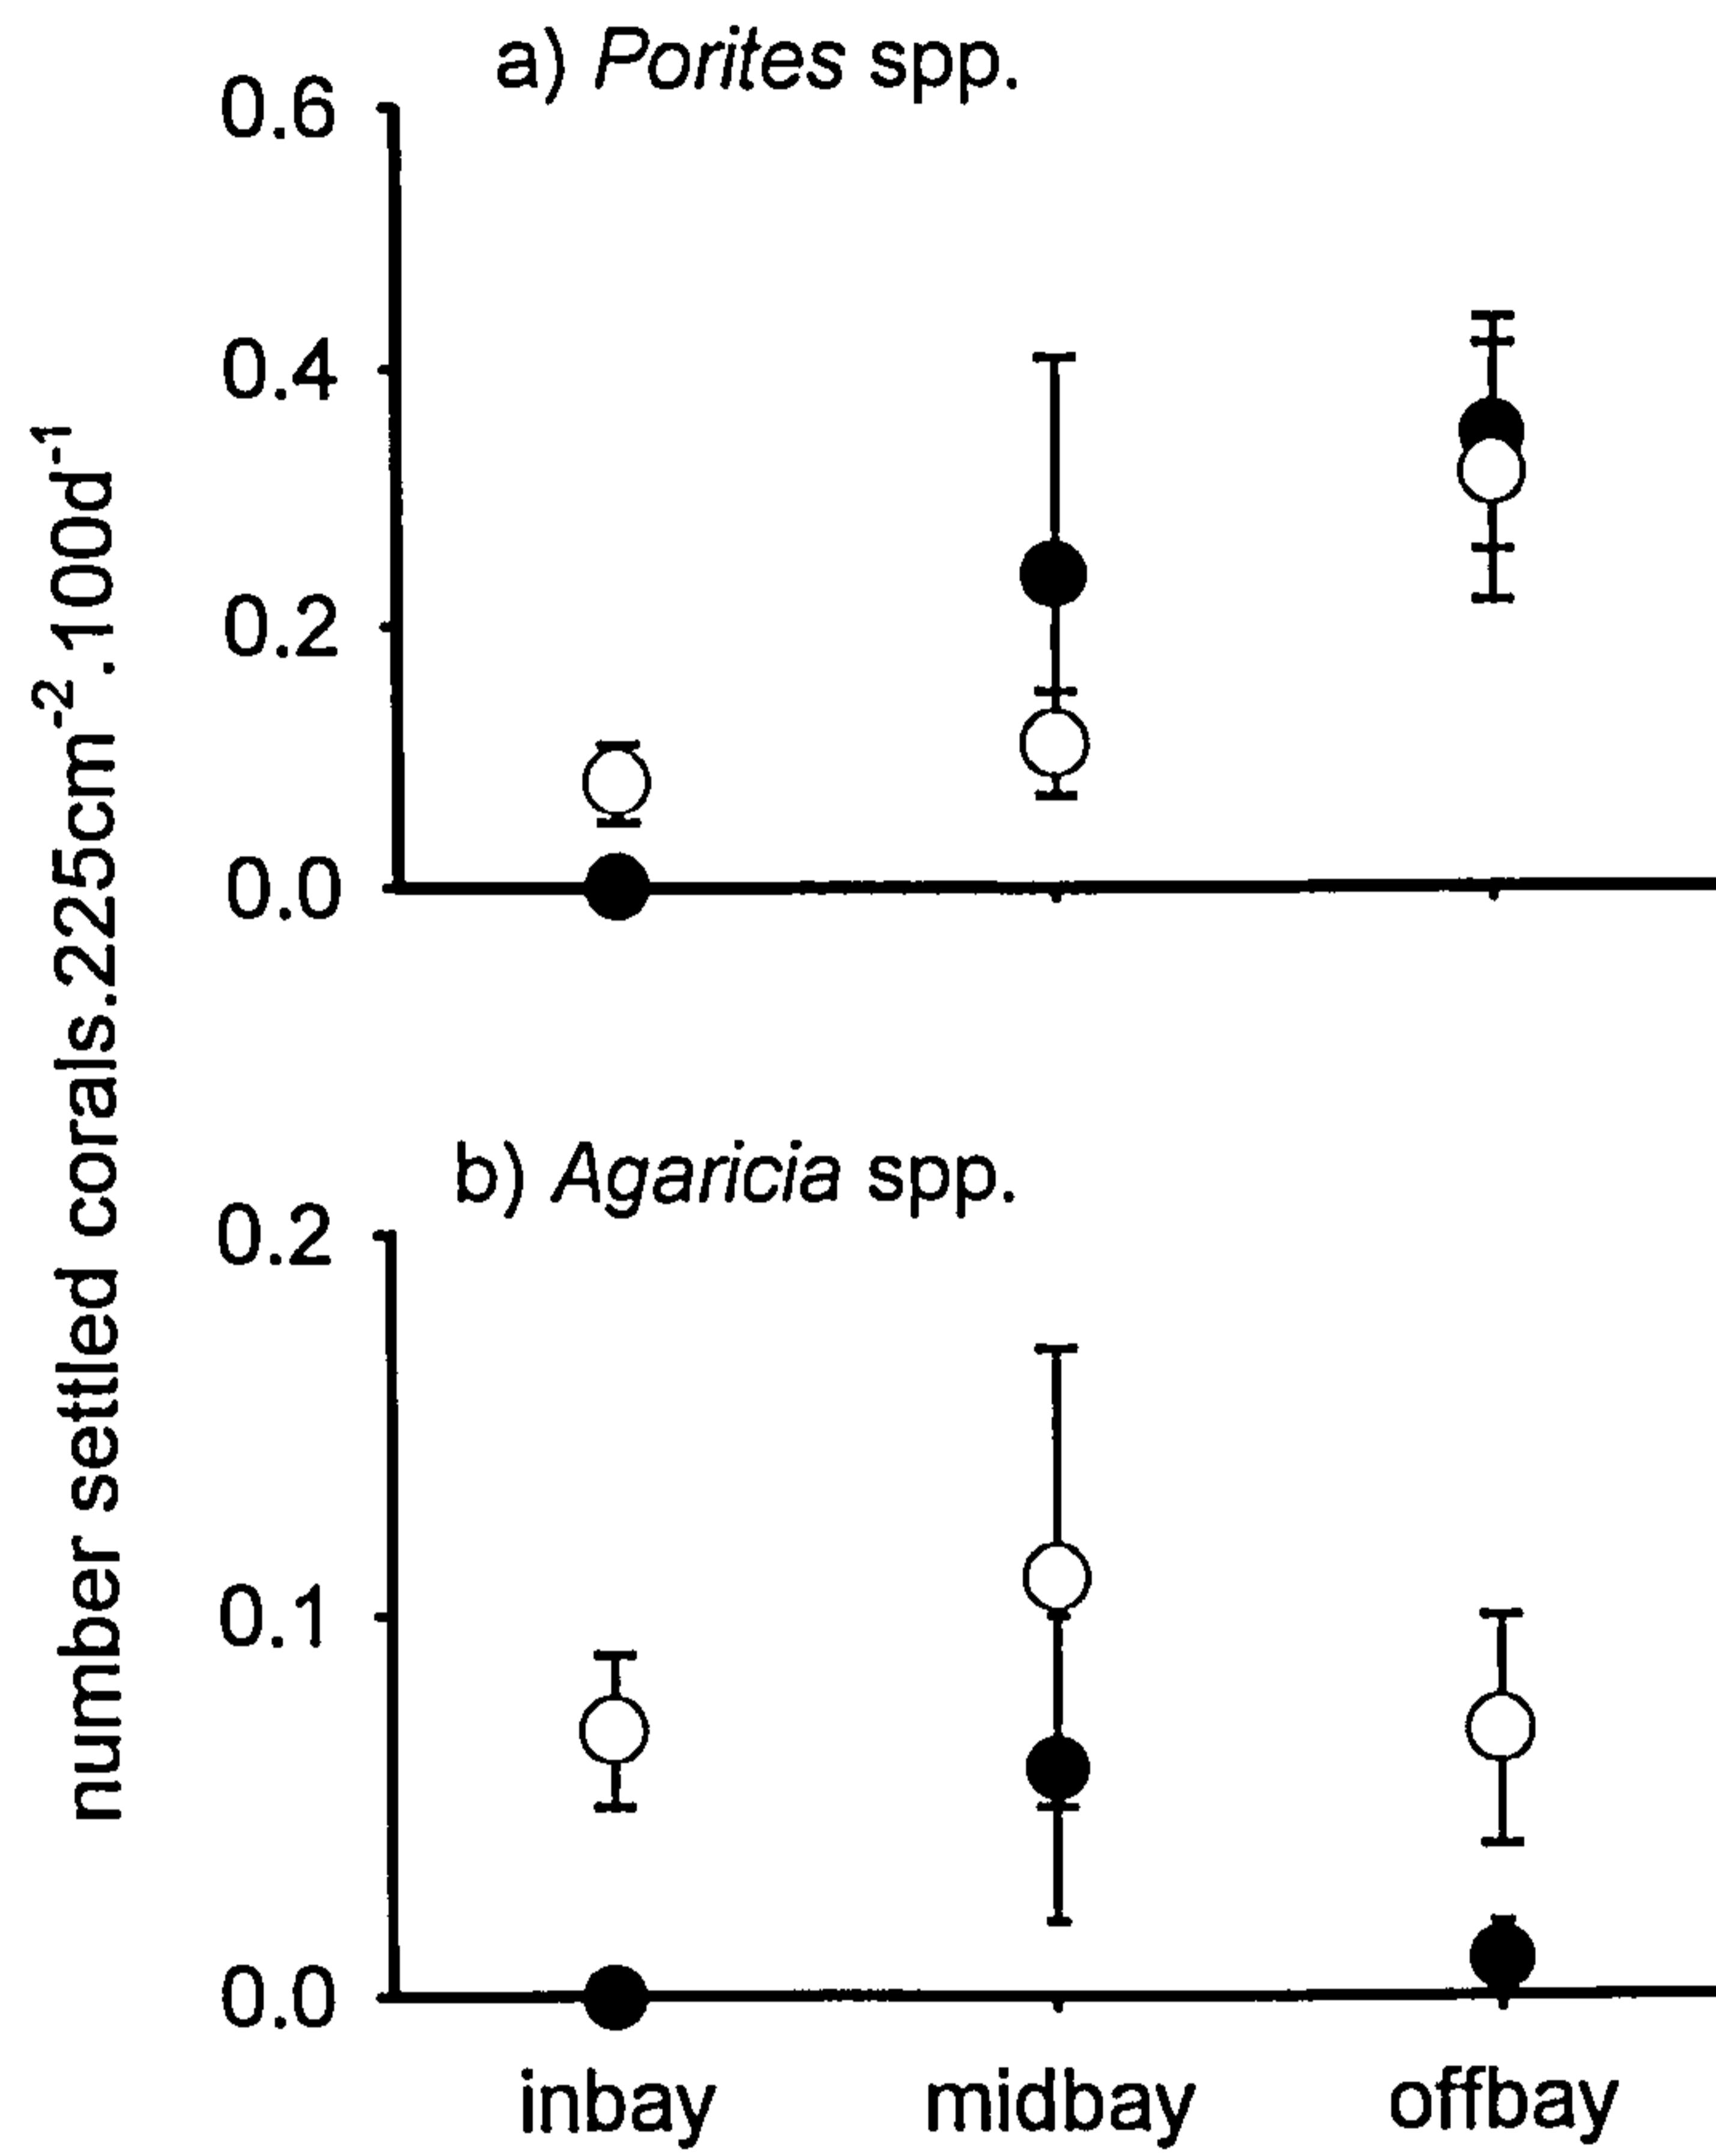 a) Porites spp.
0.6
0.4
0.2
0.0
number settled corals.225cm⁻².100d⁻¹
b) Agaricia spp.
0.2
0.1
0.0
inbay midbay offbay